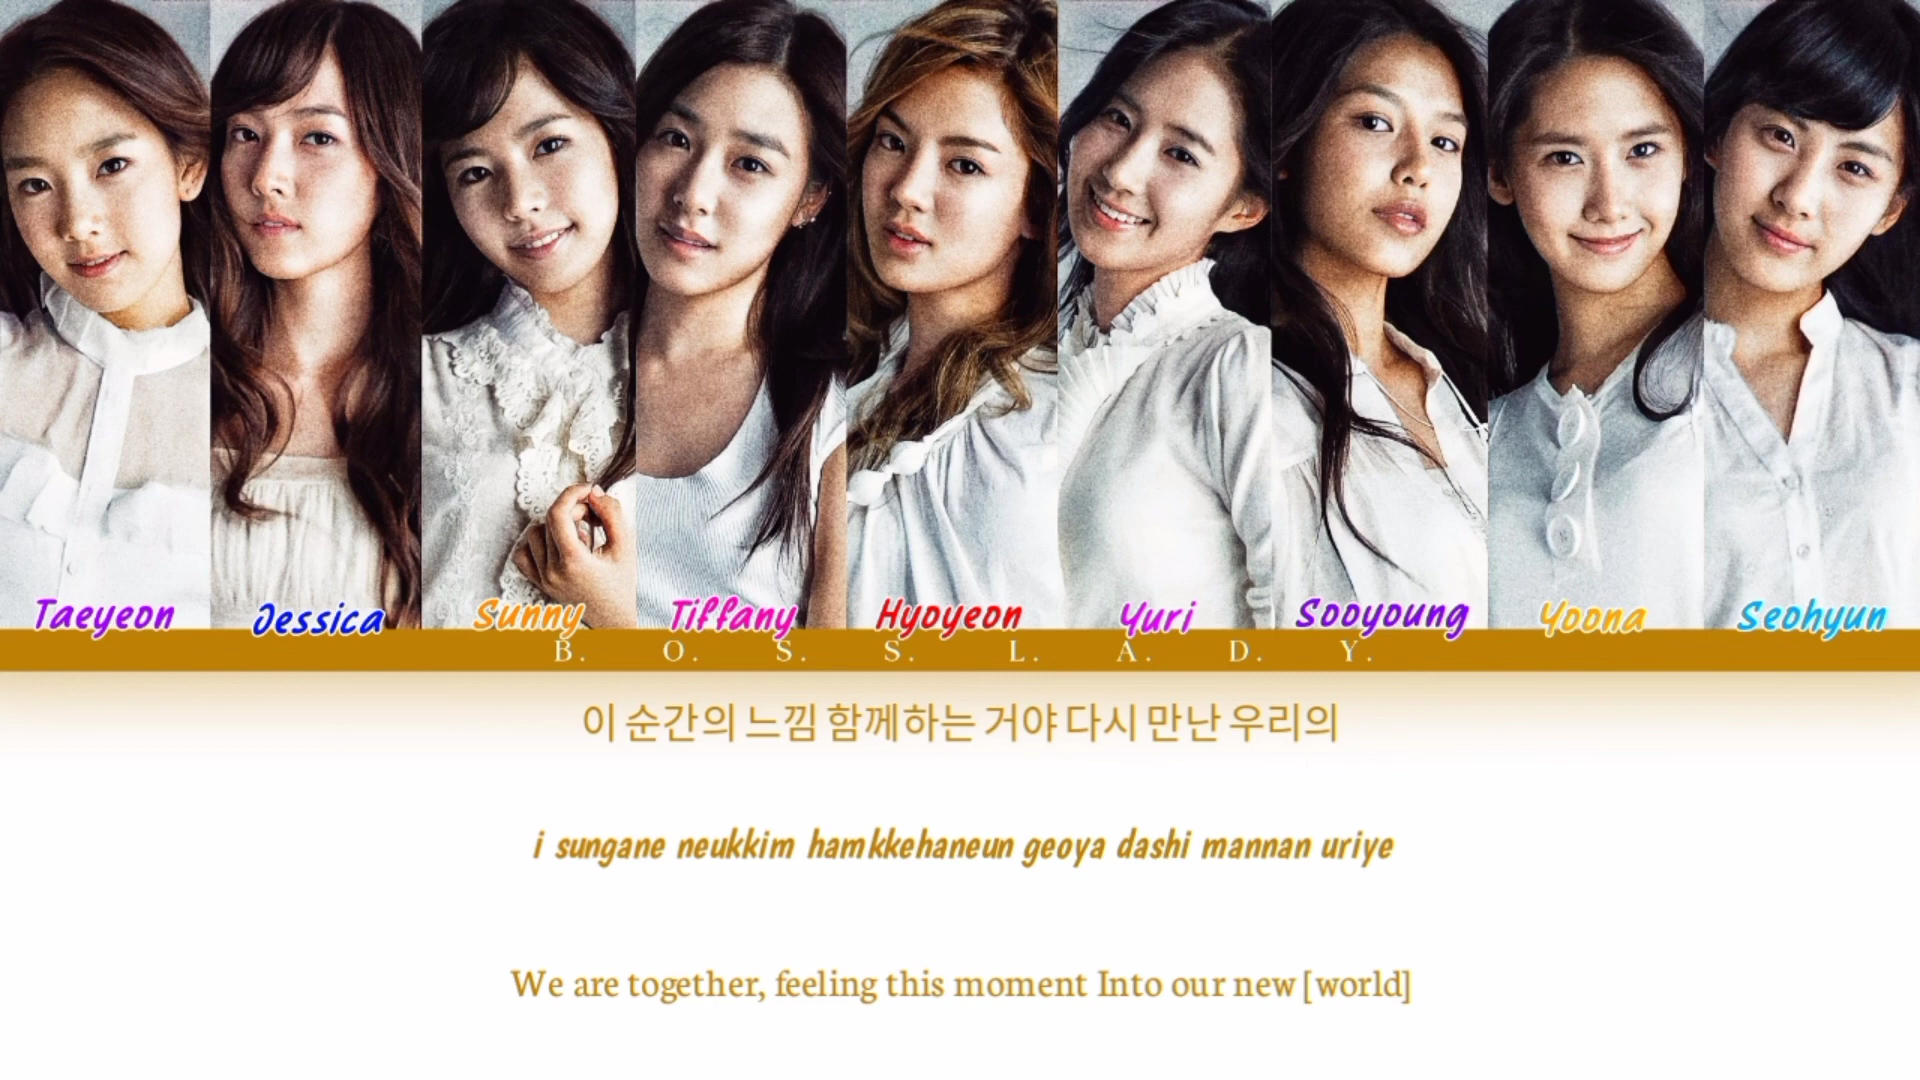 Taeyeon Jessica Sunny Tiffany Hyoyeon Yuri Sooyoung Yoona Seohyun
B. O. S. S. L. A. D. Y.
이 순간의 느낌 함께하는 거야 다시 만난 우리의
i sungane neukkim hamkkehaneun geoya dashi mannan uriye
We are together, feeling this moment Into our new [world]